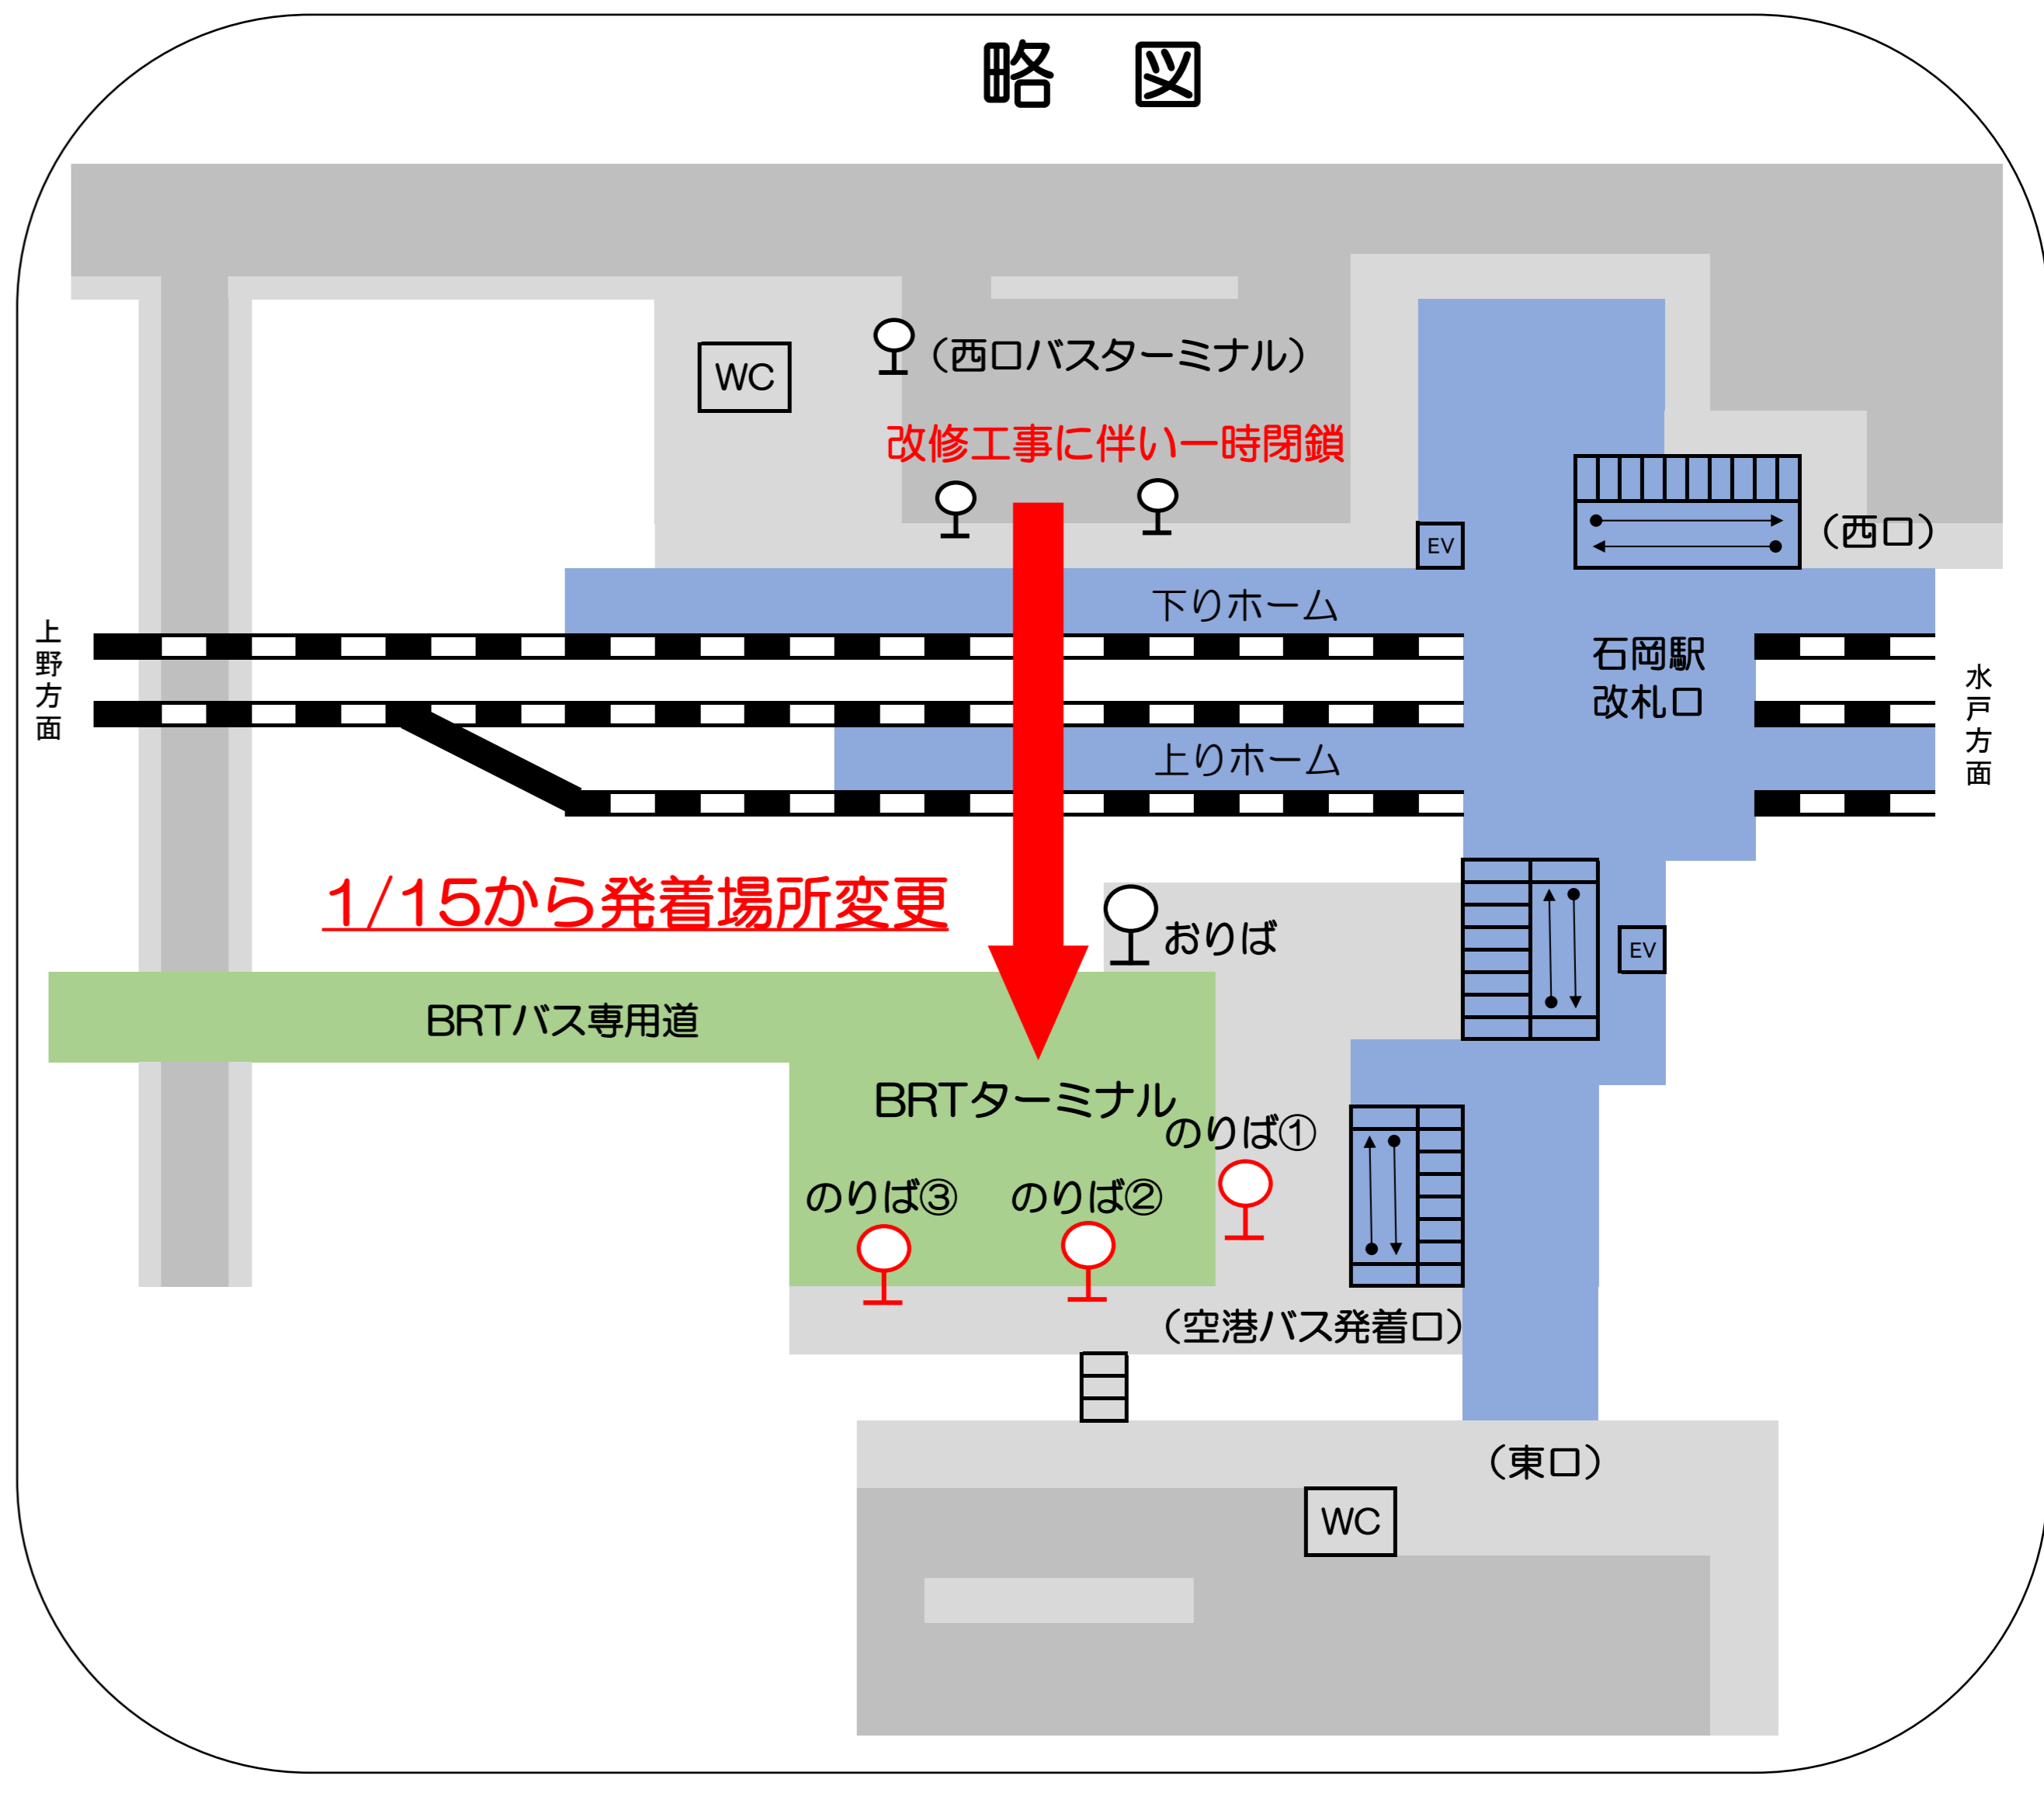 略 図
WC
（西口バスターミナル）
改修工事に伴い一時閉鎖
EV
（西口）
下りホーム
上野方面
石岡駅
改札口
水戸方面
上りホーム
1/15から発着場所変更
おりば
EV
BRTバス専用道
BRTターミナル
のりば①
のりば③
のりば②
（空港バス発着口）
（東口）
WC